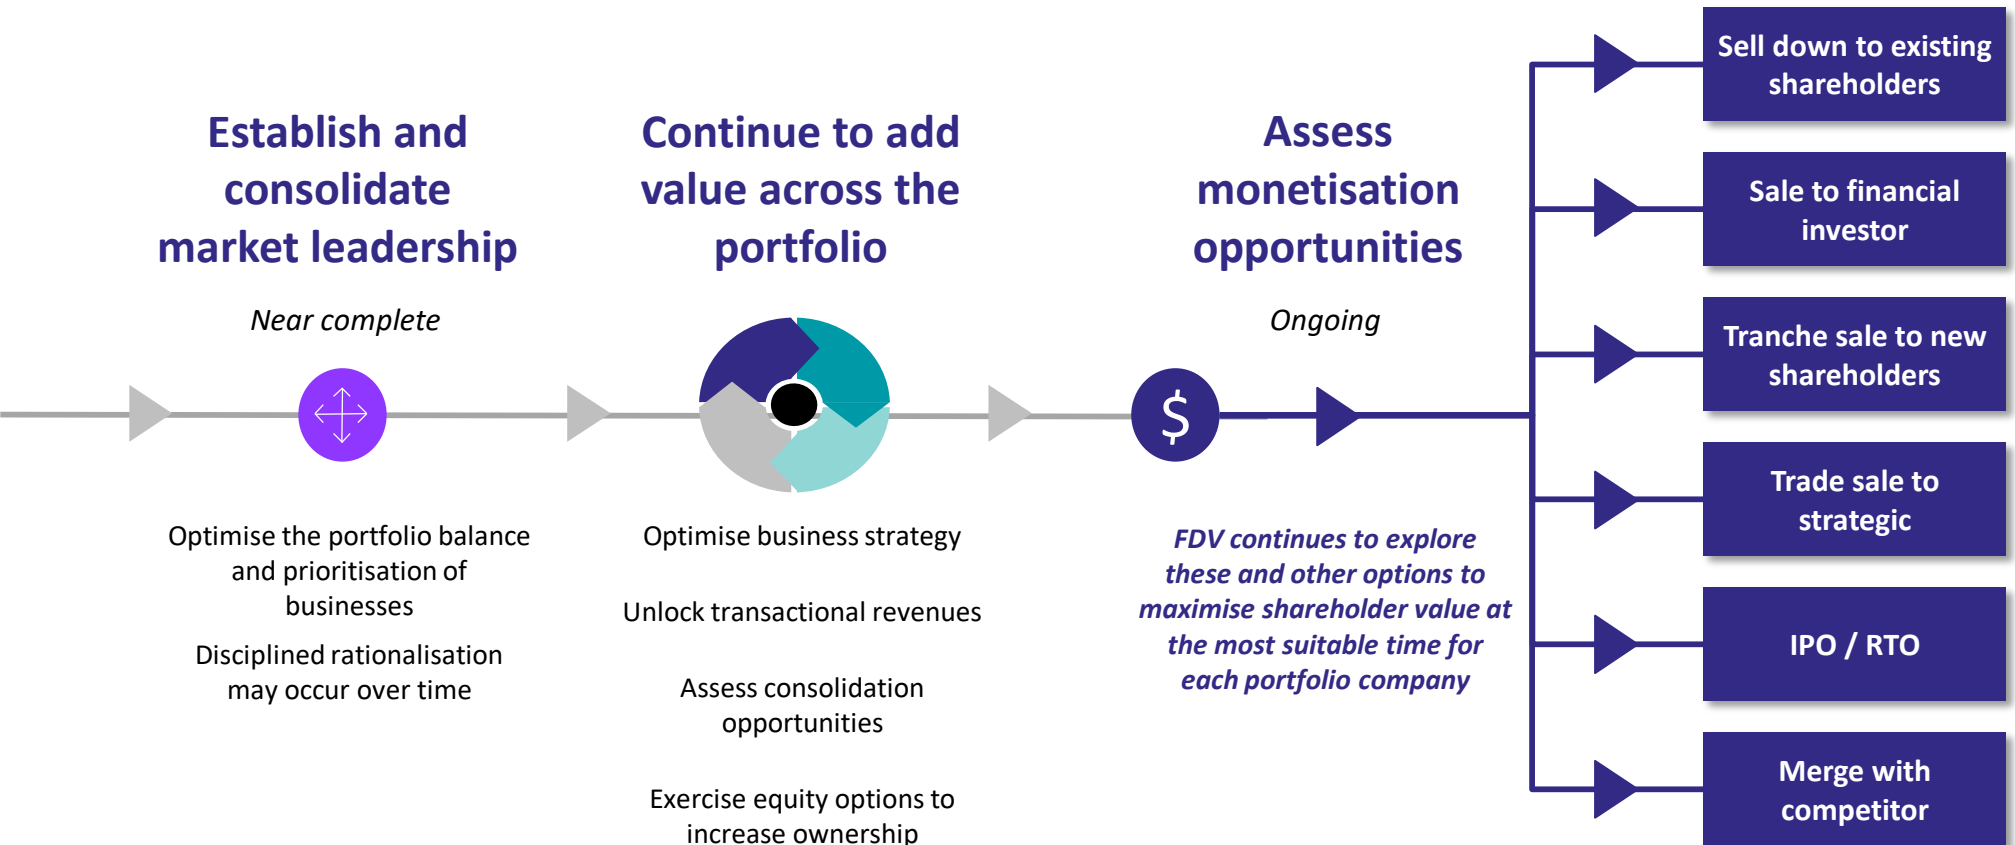 Establish and
consolidate
market leadership
Near complete
Optimise the portfolio balance
and prioritisation of
businesses
Disciplined rationalisation
may occur over time
Continue to add
value across the
portfolio
Optimise business strategy
Unlock transactional revenues
Assess consolidation
opportunities
Exercise equity options to
increase ownership
Assess
monetisation
opportunities
Ongoing
$
FDV continues to explore
these and other options to
maximise shareholder value at
the most suitable time for
each portfolio company
Sell down to existing
shareholders
Sale to financial
investor
Tranche sale to new
shareholders
Trade sale to
strategic
IPO / RTO
Merge with
competitor